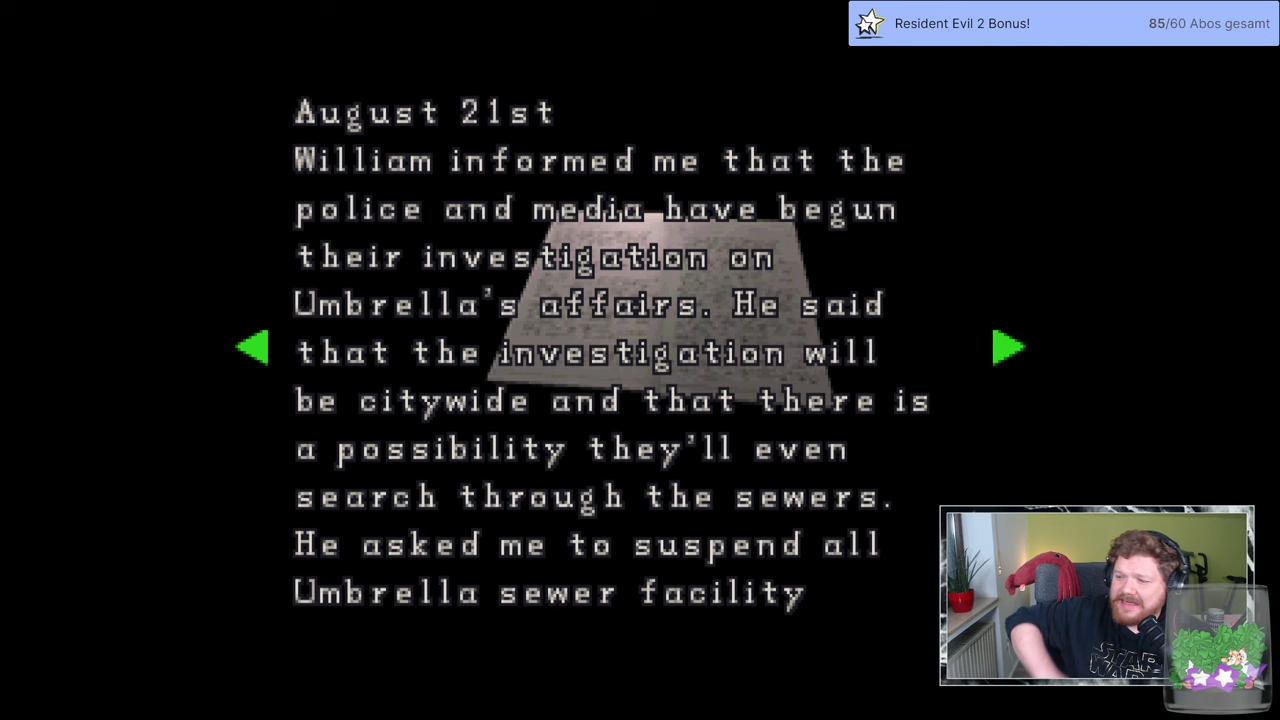 Resident Evil 2 Bonus!
85/60 Abos gesamt
August 21st
William informed me that the
police and media have begun
their investigation on
Umbrella's affairs. He said
that the investigation will
be citywide and that there is
a possibility they'll even
search through the sewers.
He asked me to suspend all
Umbrella sewer facility
STAR
WARS